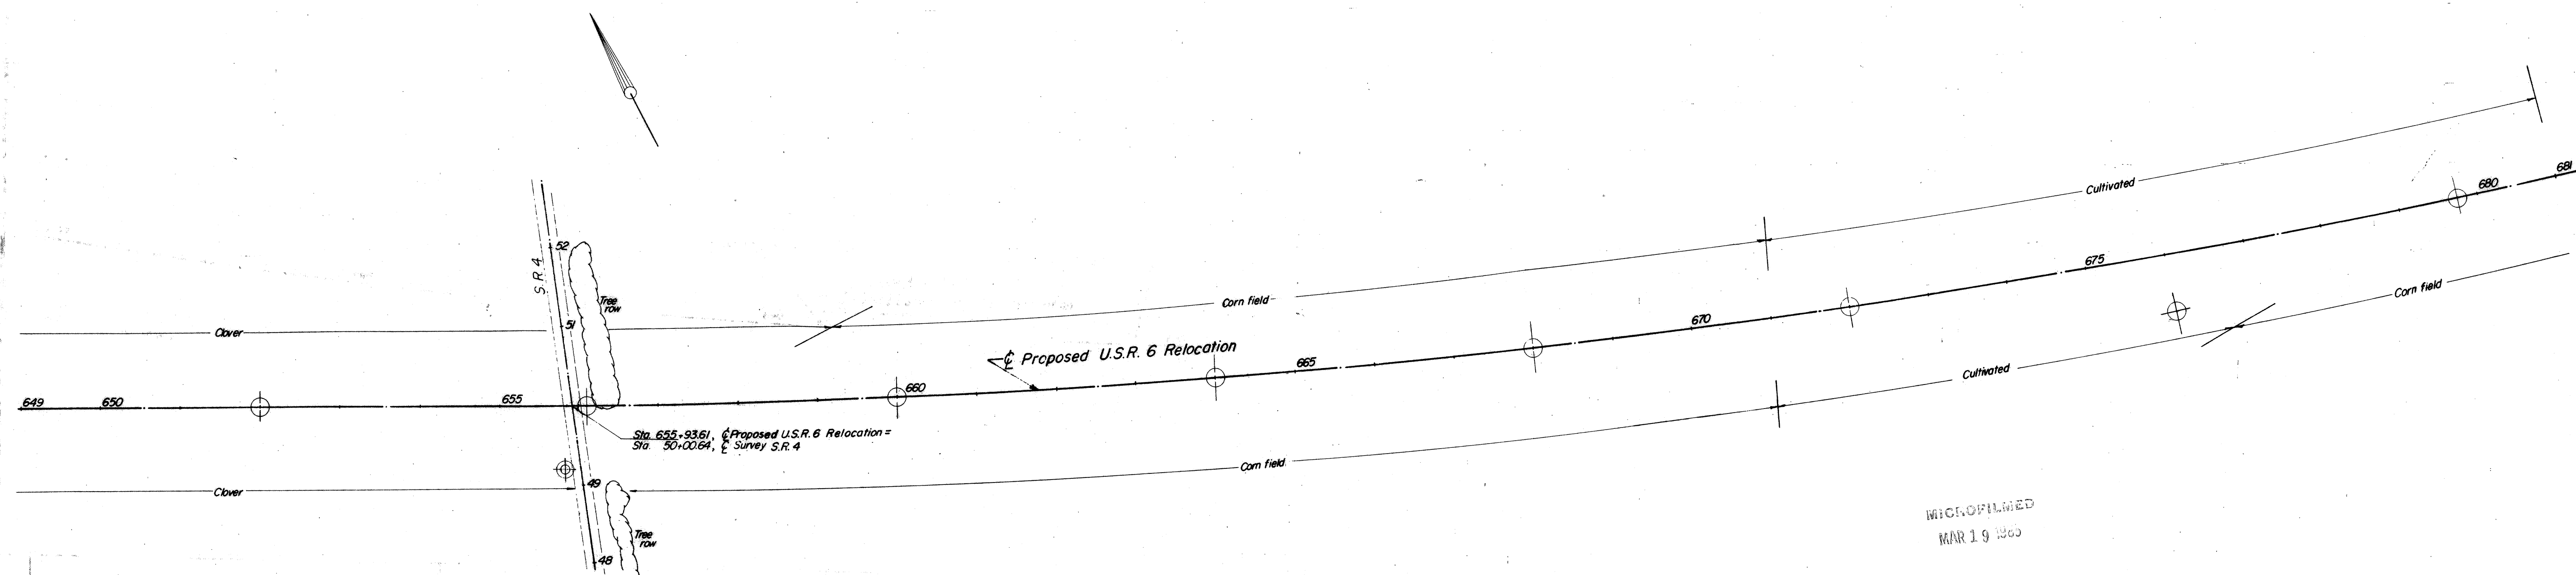 52
S.R. 4
Tree
row
51
Clover
Corn field
Cultivated
680
681
675
Corn field
670
Cultivated
665
℄ Proposed U.S.R. 6 Relocation
660
655
650
649
Sta. 655+93.61, ℄ Proposed U.S.R. 6 Relocation =
Sta. 50+00.64, ℄ Survey S.R. 4
Clover
49
Corn field
Tree
row
48
MICROFILMED
MAR 19